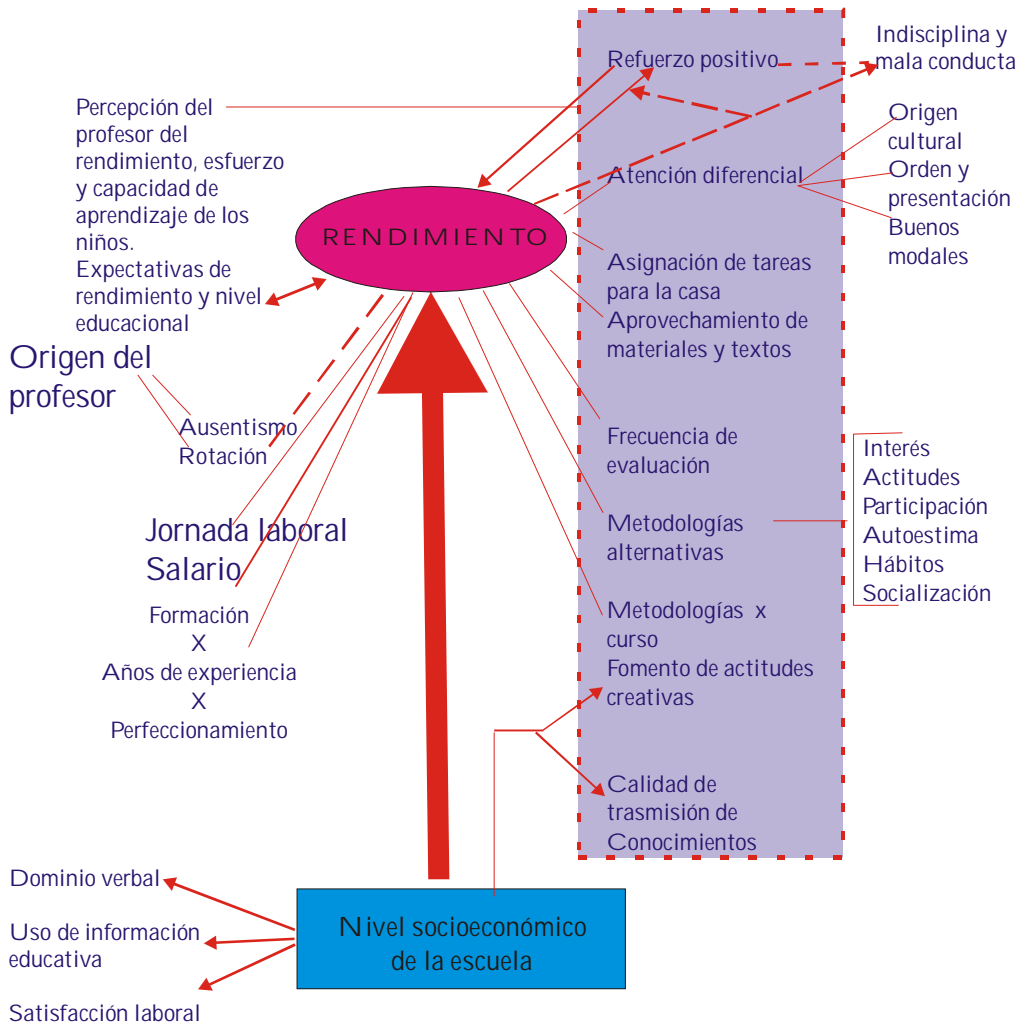 Indisciplina y
mala conducta
Refuerzo positivo
Percepción del
profesor del
rendimiento, esfuerzo
y capacidad de
aprendizaje de los
niños.
Expectativas de
rendimiento y nivel
educacional
Origen
cultural
Orden y
presentación
Buenos
modales
Atención diferencial
RENDIMIENTO
Asignación de tareas
para la casa
Aprovechamiento de
materiales y textos
Origen del
profesor
Ausentismo
Rotación
Frecuencia de
evaluación
Interés
Actitudes
Participación
Autoestima
Hábitos
Socialización
Jornada laboral
Salario
Metodologías
alternativas
Formación
X
Años de experiencia
X
Perfeccionamiento
Metodologías x
curso
Fomento de actitudes
creativas
Calidad de
trasmisión de
Conocimientos
Dominio verbal
Uso de información
educativa
Satisfacción laboral
Nivel socioeconómico
de la escuela